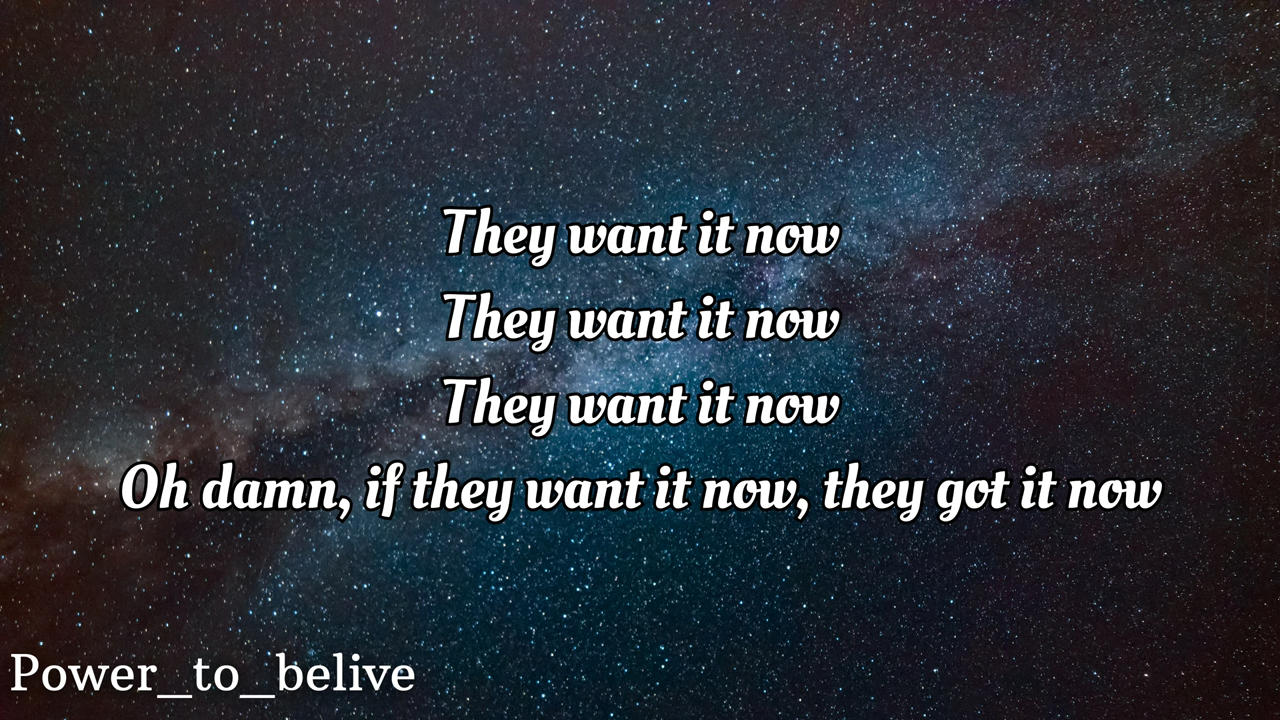 They want it now
They want it now
They want it now
Oh damn, if they want it now, they got it now
Power_to_belive